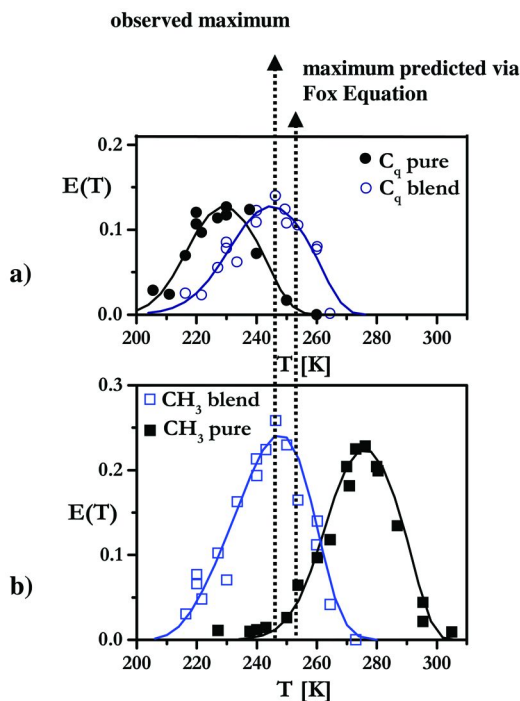 observed maximum
maximum predicted via
Fox Equation
0.2
E(T)
0.1
a)
0.0
C_q pure
C_q blend
200 220 240 260 280 300
T [K]
0.3
CH₃ blend
CH₃ pure
0.2
E(T)
0.1
b)
0.0
200 220 240 260 280 300
T [K]